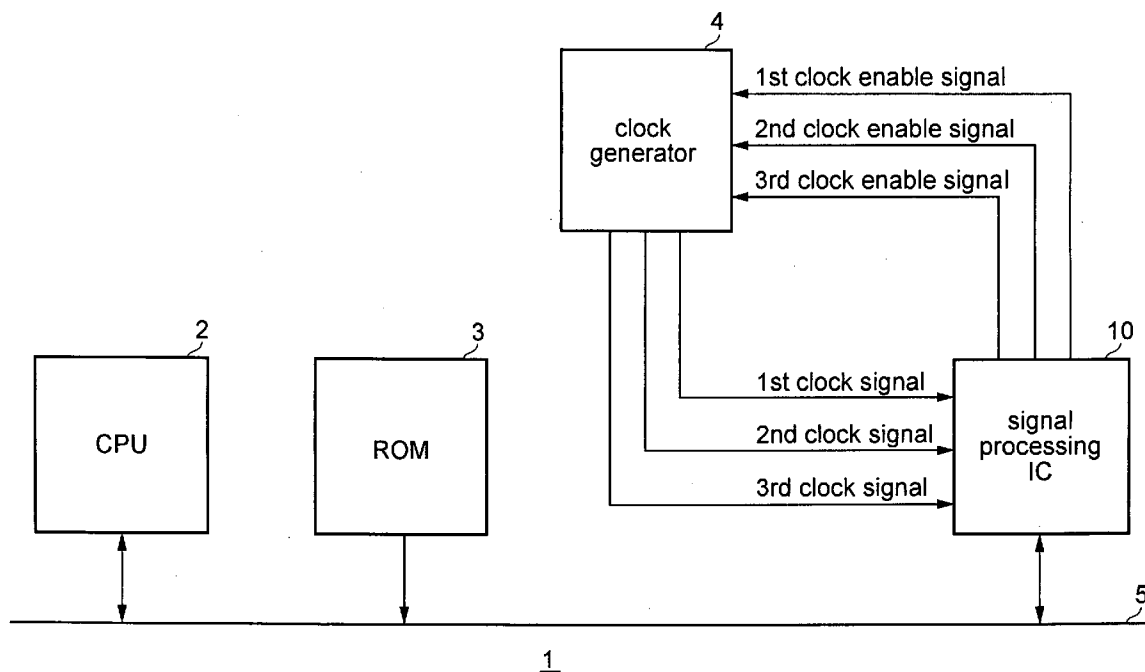 4
1st clock enable signal
clock
generator
2nd clock enable signal
3rd clock enable signal
2
3
10
CPU
ROM
1st clock signal
2nd clock signal
3rd clock signal
signal
processing
IC
5
1